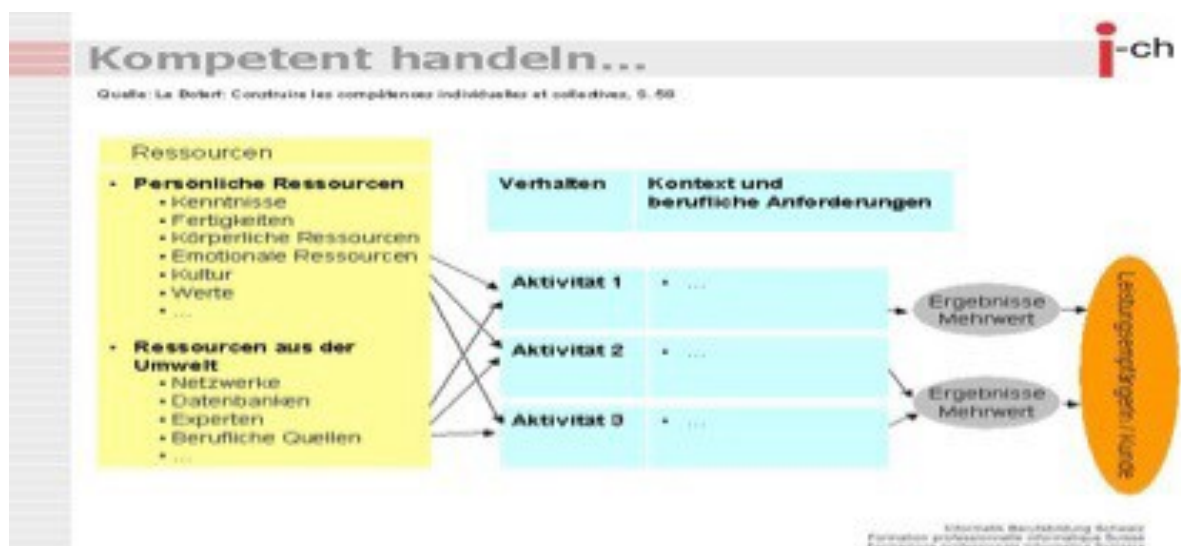 Kompetent handeln...
i-ch
Quelle: Le Boterf: Construire les compétences individuelles et collectives, S. 59
Ressourcen
• Persönliche Ressourcen
• Kenntnisse
• Fertigkeiten
• Körperliche Ressourcen
• Emotionale Ressourcen
• Kultur
• Werte
• ...
• Ressourcen aus der
Umwelt
• Netzwerke
• Datenbanken
• Experten
• Berufliche Quellen
• ...
Verhalten
Kontext und
berufliche Anforderungen
Aktivität 1
• ...
Aktivität 2
• ...
Aktivität 3
• ...
Ergebnisse
Mehrwert
Ergebnisse
Mehrwert
Leistungsempfängerin / Kunde
Informatik Berufsbildung Schweiz
Formation professionnelle informatique Suisse